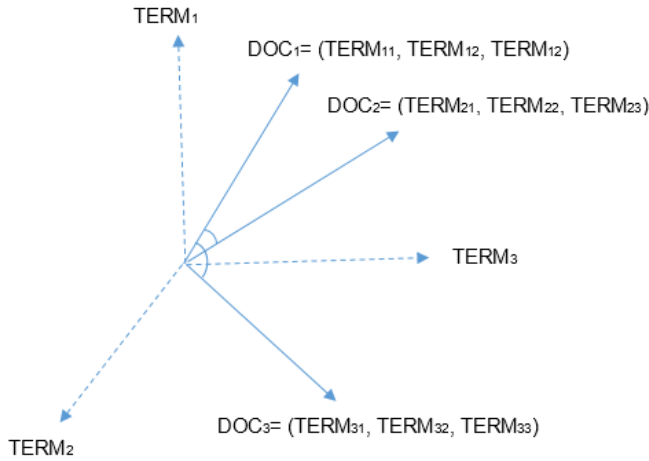 TERM₁
DOC₁= (TERM₁₁, TERM₁₂, TERM₁₂)
DOC₂= (TERM₂₁, TERM₂₂, TERM₂₃)
TERM₃
DOC₃= (TERM₃₁, TERM₃₂, TERM₃₃)
TERM₂